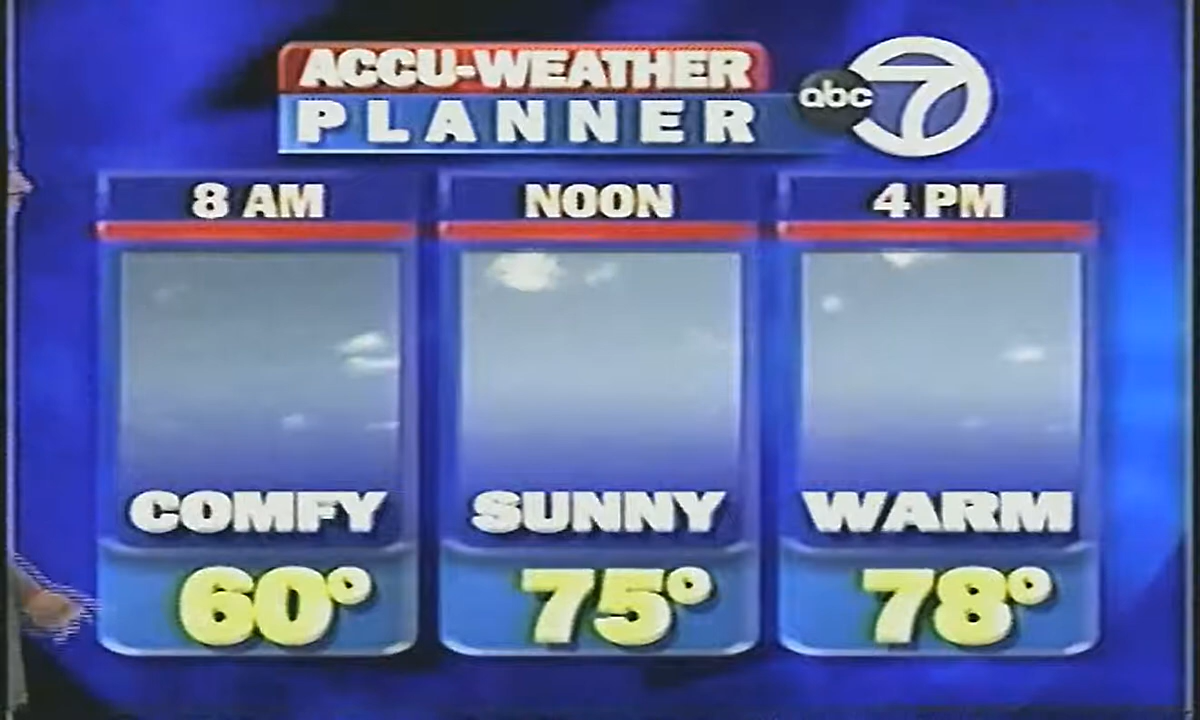 ACCU-WEATHER
PLANNER
abc 7
8 AM
NOON
4 PM
COMFY
SUNNY
WARM
60°
75°
78°